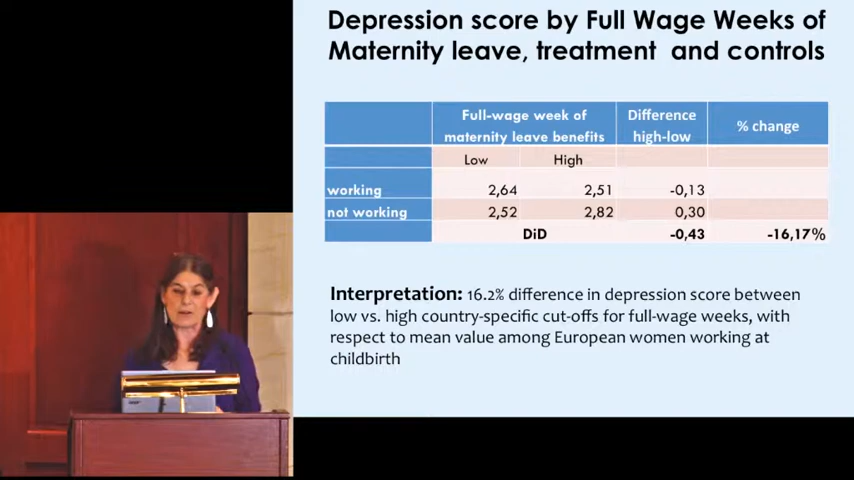 Depression score by Full Wage Weeks of
Maternity leave, treatment and controls
Full-wage week of
maternity leave benefits
Difference
high-low
% change
Low High
working 2,64 2,51 -0,13
not working 2,52 2,82 0,30
DiD -0,43 -16,17%
Interpretation: 16.2% difference in depression score between
low vs. high country-specific cut-offs for full-wage weeks, with
respect to mean value among European women working at
childbirth